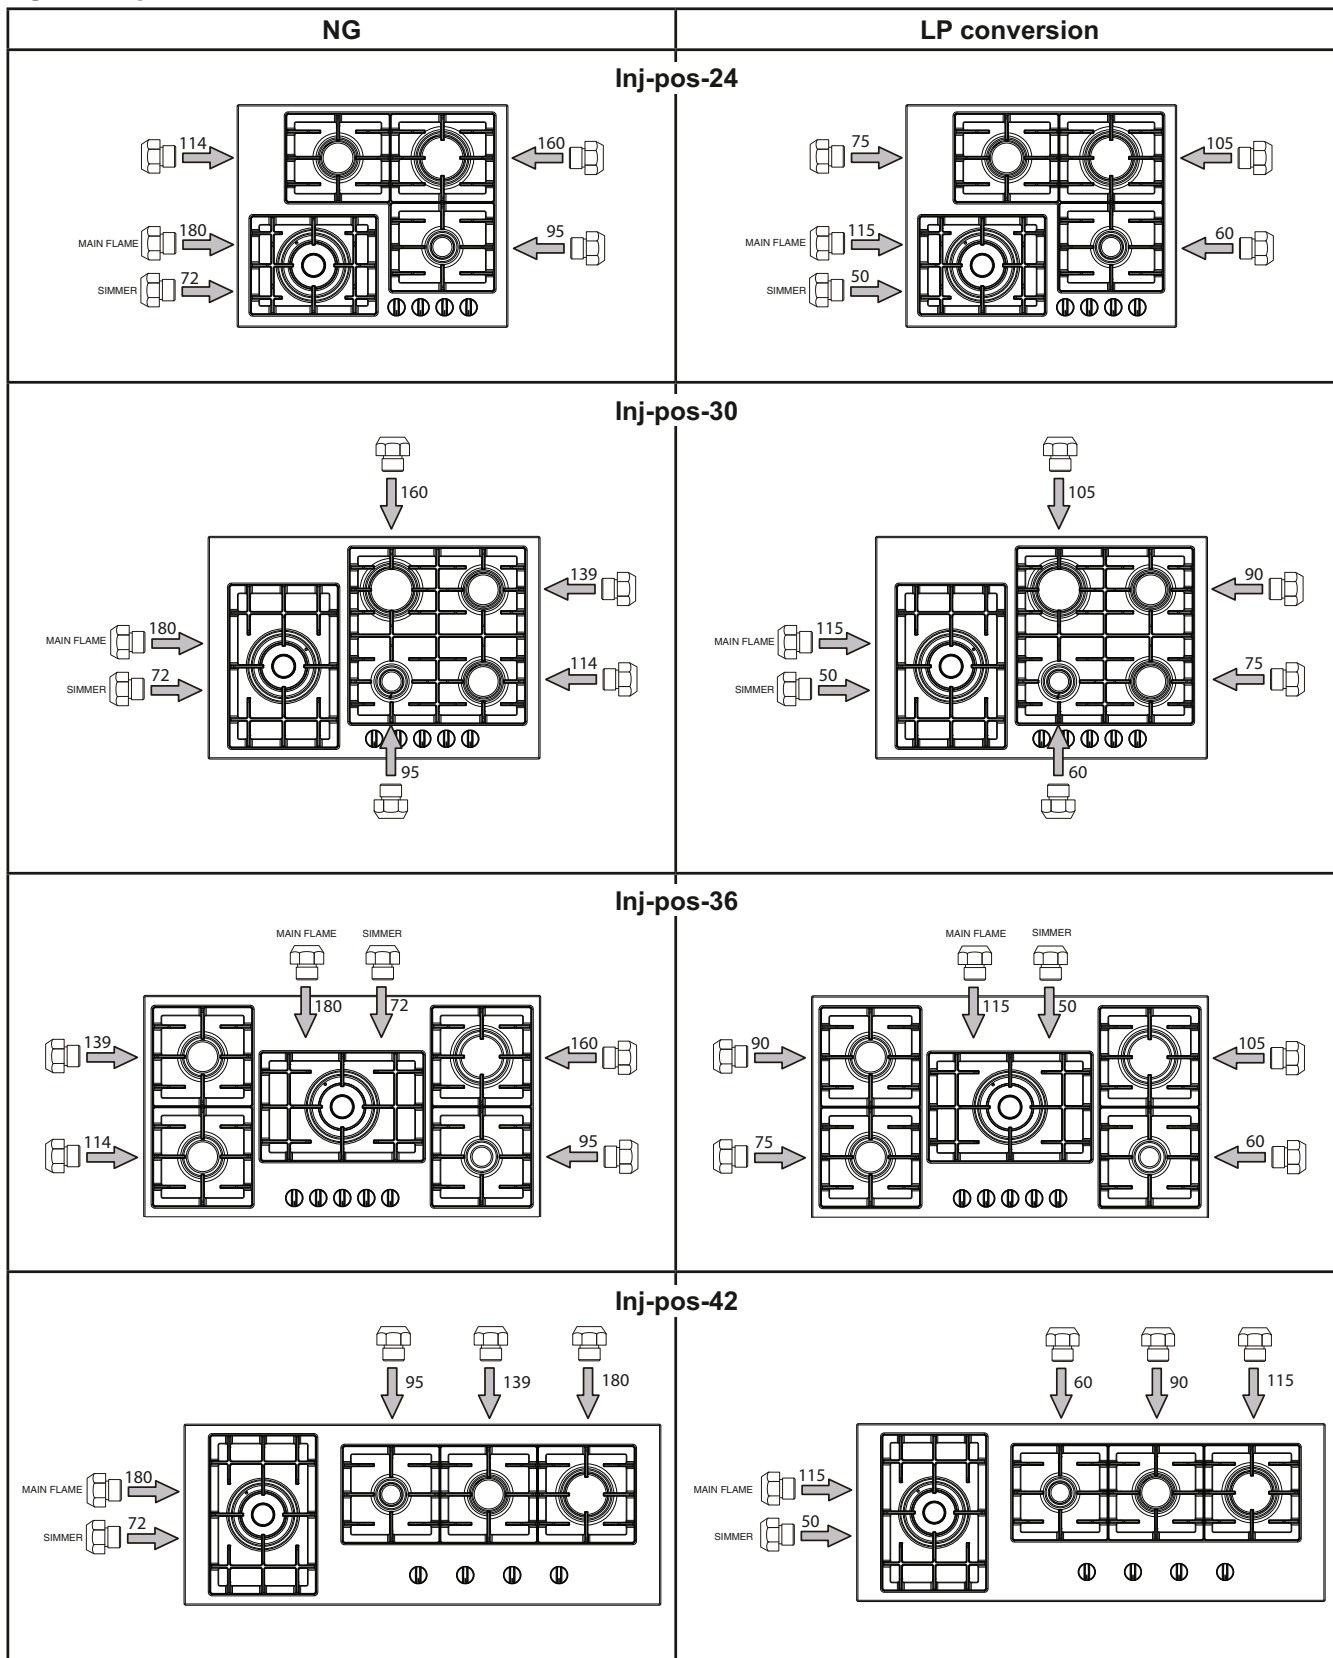 NG LP conversion
Inj-pos-24
114 160
MAIN FLAME 180 95
SIMMER 72
75 105
MAIN FLAME 115 60
SIMMER 50
Inj-pos-30
160
139
MAIN FLAME 180
SIMMER 72 114
95
105
90
MAIN FLAME 115
SIMMER 50 75
60
Inj-pos-36
MAIN FLAME SIMMER
180 72
139 160
114 95
MAIN FLAME SIMMER
115 50
90 105
75 60
Inj-pos-42
95 139 180
MAIN FLAME 180
SIMMER 72
60 90 115
MAIN FLAME 115
SIMMER 50